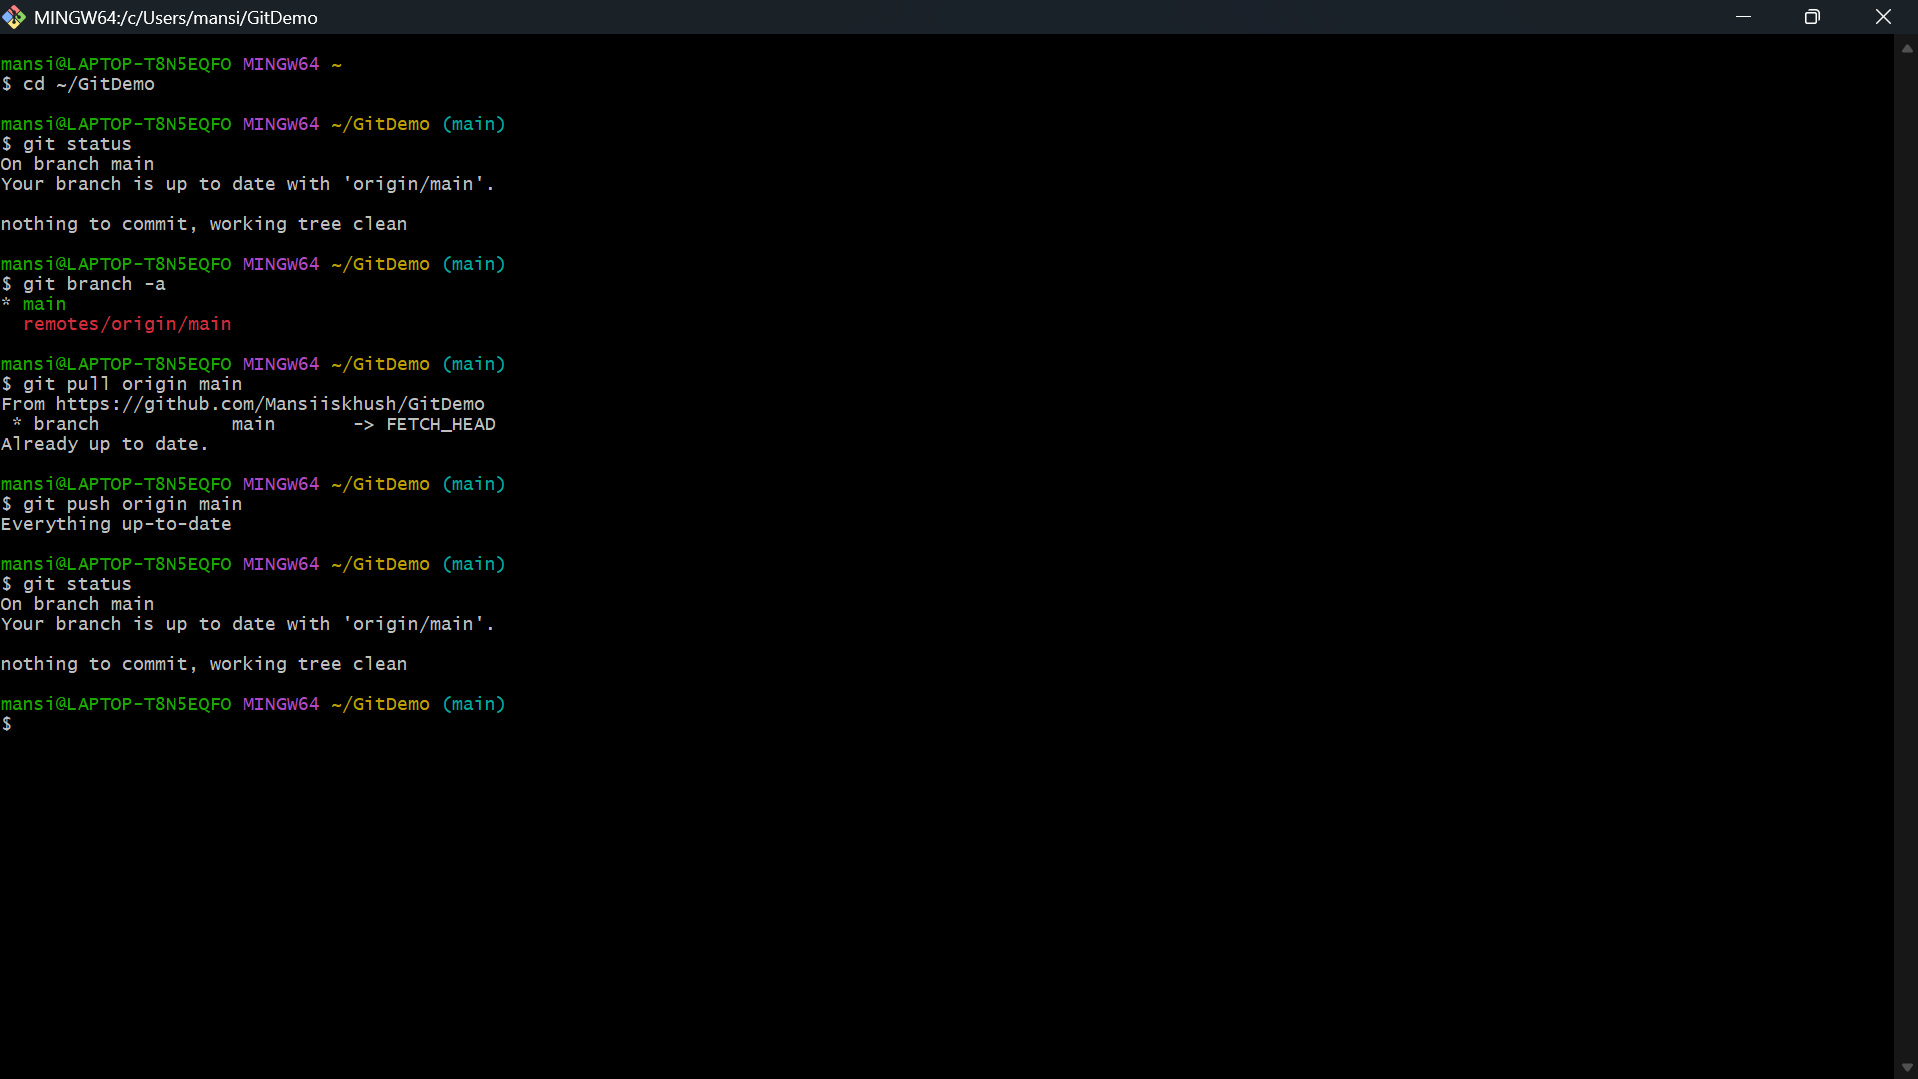 MINGW64:/c/Users/mansi/GitDemo
mansi@LAPTOP-T8N5EQFO MINGW64 ~
$ cd ~/GitDemo
mansi@LAPTOP-T8N5EQFO MINGW64 ~/GitDemo (main)
$ git status
On branch main
Your branch is up to date with 'origin/main'.
nothing to commit, working tree clean
mansi@LAPTOP-T8N5EQFO MINGW64 ~/GitDemo (main)
$ git branch -a
* main
  remotes/origin/main
mansi@LAPTOP-T8N5EQFO MINGW64 ~/GitDemo (main)
$ git pull origin main
From https://github.com/Mansiiskhush/GitDemo
 * branch            main       -> FETCH_HEAD
Already up to date.
mansi@LAPTOP-T8N5EQFO MINGW64 ~/GitDemo (main)
$ git push origin main
Everything up-to-date
mansi@LAPTOP-T8N5EQFO MINGW64 ~/GitDemo (main)
$ git status
On branch main
Your branch is up to date with 'origin/main'.
nothing to commit, working tree clean
mansi@LAPTOP-T8N5EQFO MINGW64 ~/GitDemo (main)
$